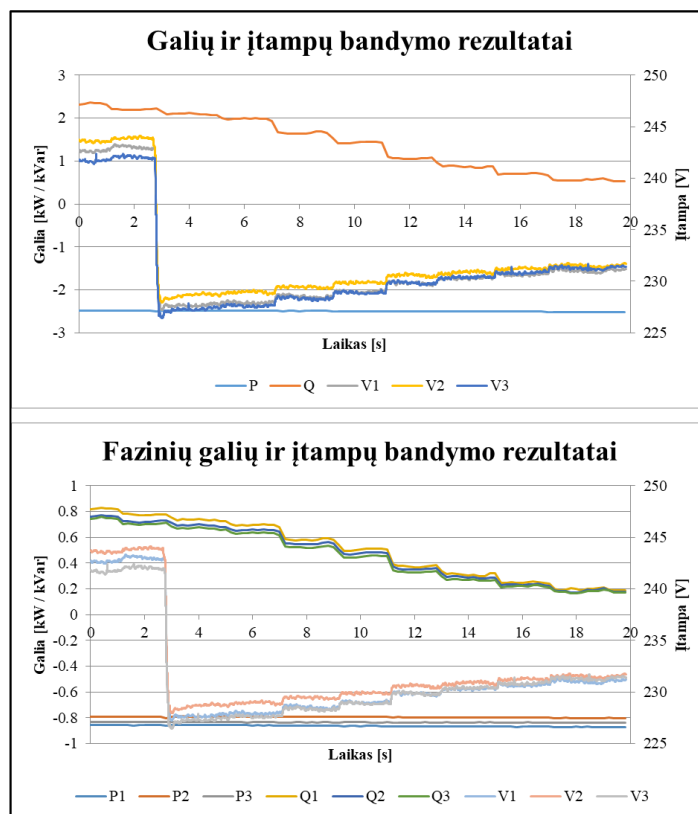 Galių ir įtampų bandymo rezultatai
3
2
1
0
-1
-2
-3
250
245
240
235
230
225
0 2 4 6 8 10 12 14 16 18 20
Galia [kW / kVar]
Įtampa [V]
Laikas [s]
P Q V1 V2 V3
Fazinių galių ir įtampų bandymo rezultatai
1
0.8
0.6
0.4
0.2
0
-0.2
-0.4
-0.6
-0.8
-1
250
245
240
235
230
225
0 2 4 6 8 10 12 14 16 18 20
Galia [kW / kVar]
Įtampa [V]
Laikas [s]
P1 P2 P3 Q1 Q2 Q3 V1 V2 V3